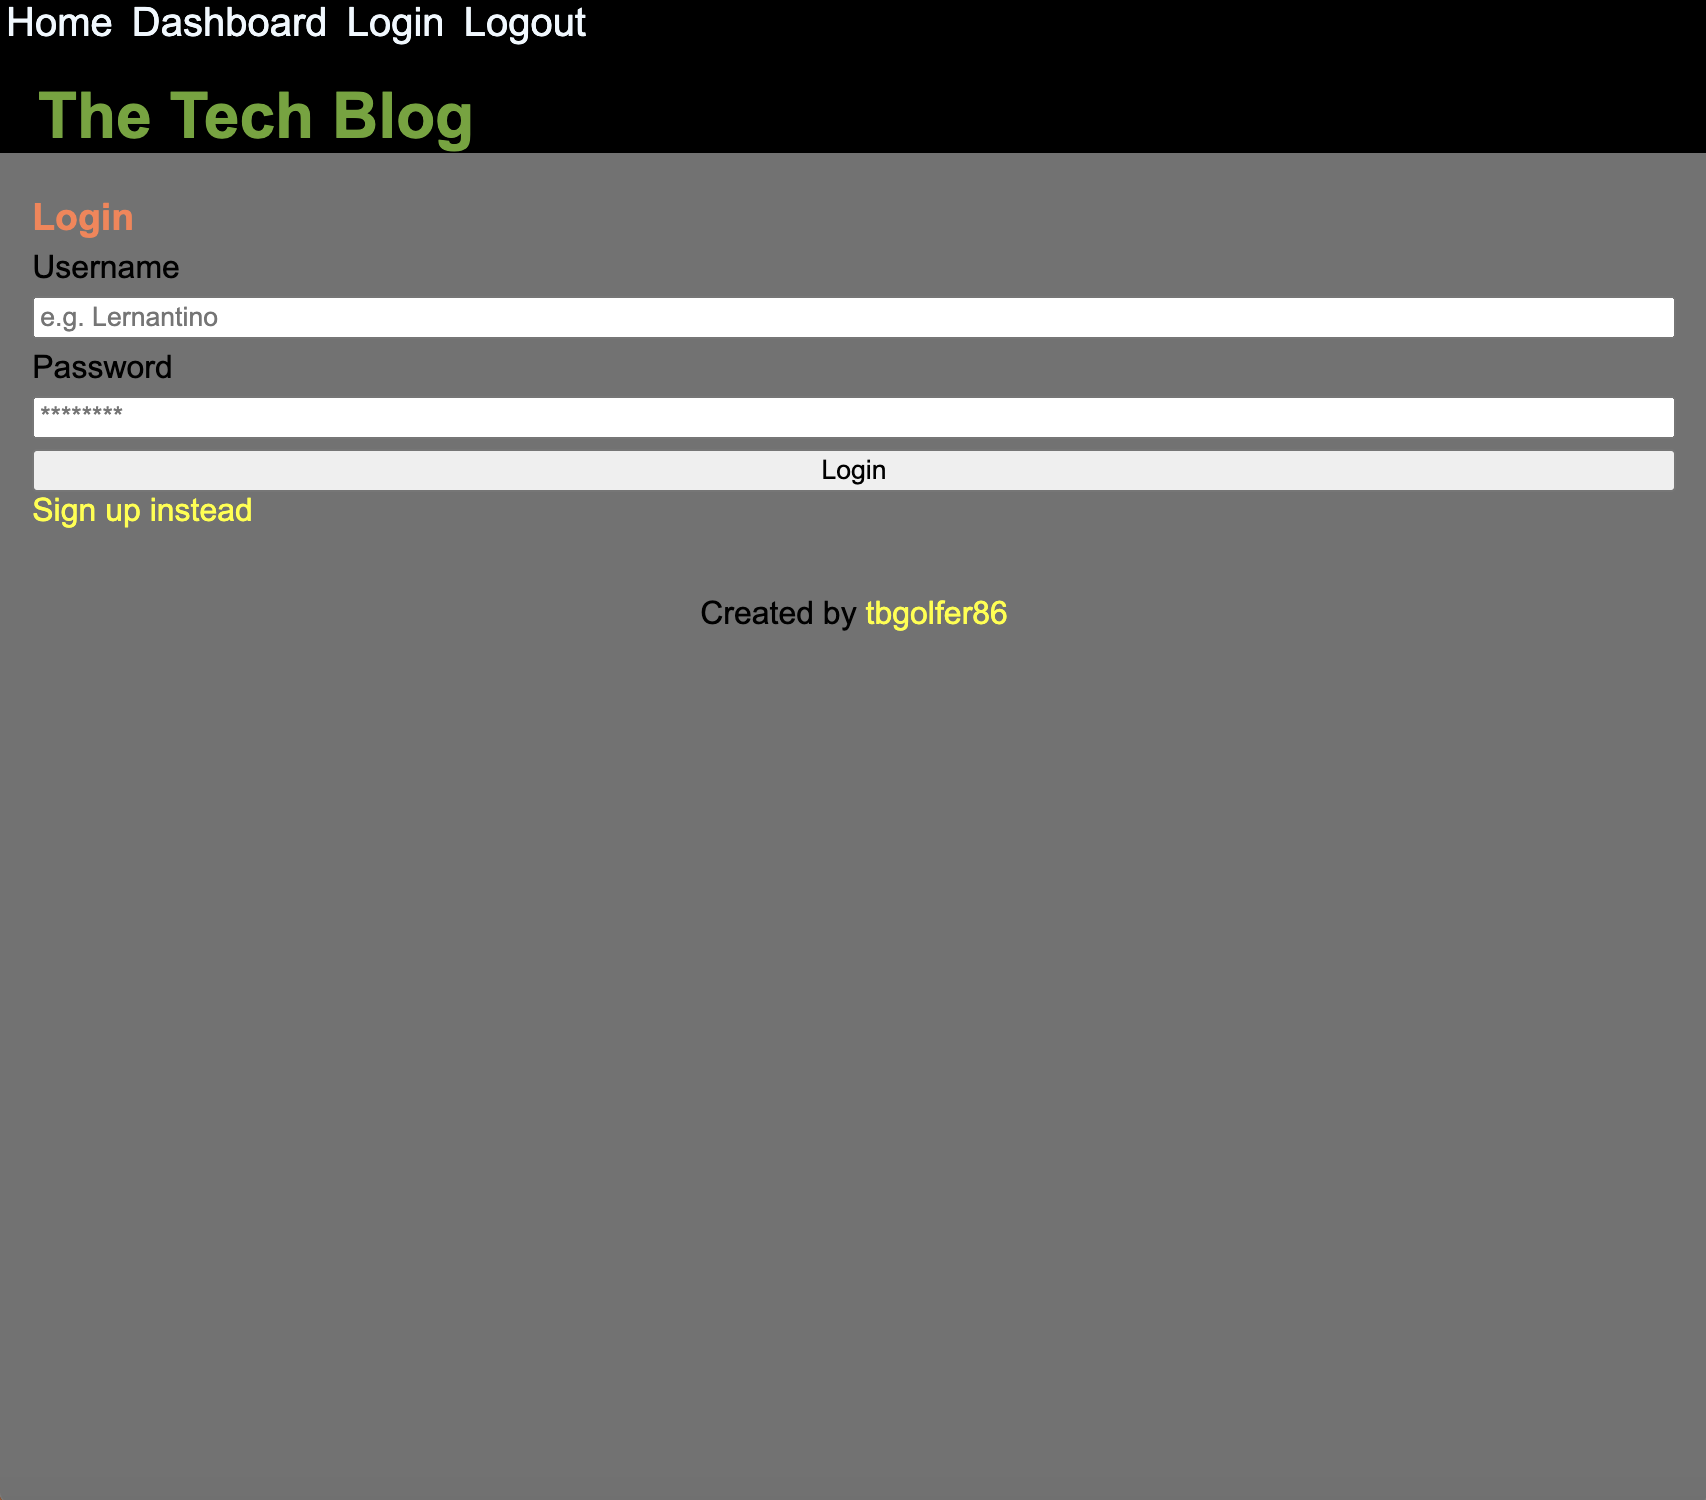 Home Dashboard Login Logout
The Tech Blog
Login
Username
e.g. Lernantino
Password
********
Login
Sign up instead
Created by tbgolfer86